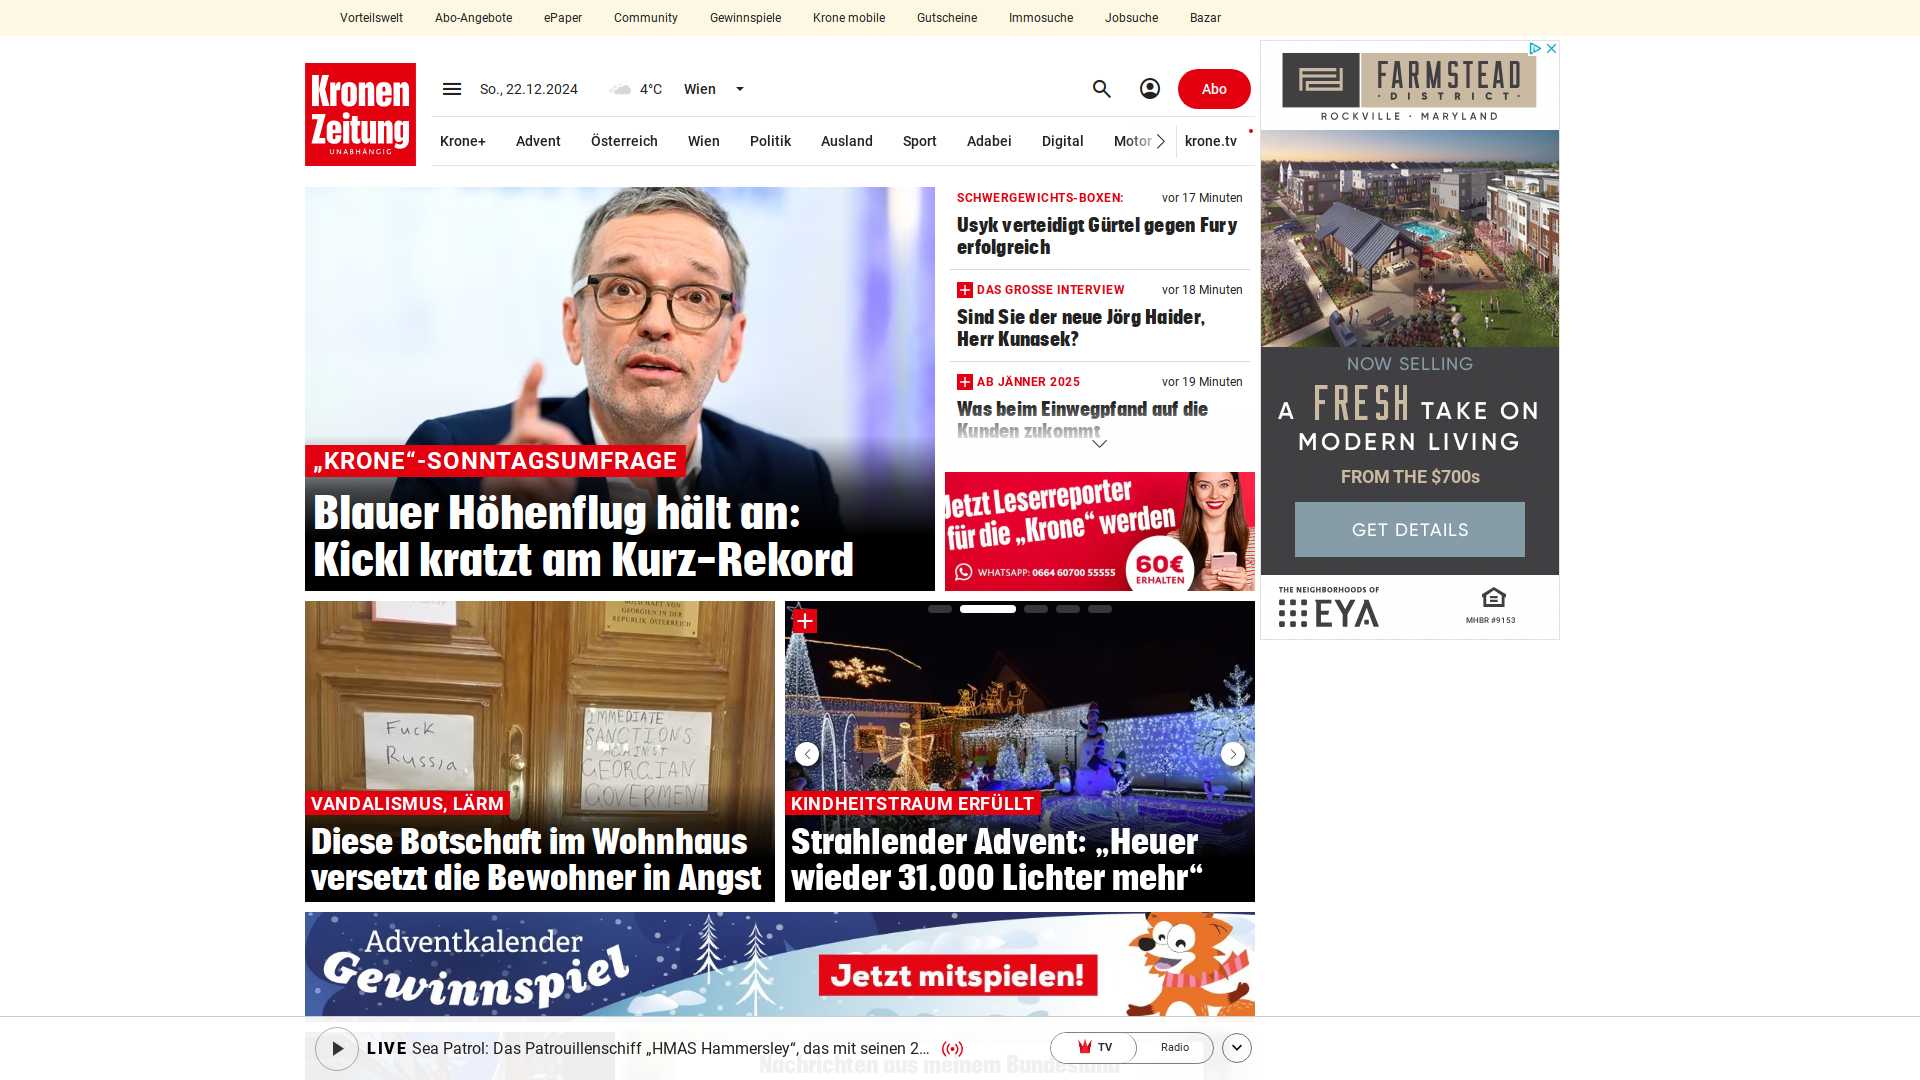 Vorteilswelt Abo-Angebote ePaper Community Gewinnspiele Krone mobile Gutscheine Immosuche Jobsuche Bazar
Kronen
Zeitung
UNABHÄNGIG
So., 22.12.2024 4°C Wien Abo
Krone+ Advent Österreich Wien Politik Ausland Sport Adabei Digital Motor krone.tv
„KRONE“-SONNTAGSUMFRAGE
Blauer Höhenflug hält an:
Kickl kratzt am Kurz-Rekord
SCHWERGEWICHTS-BOXEN: vor 17 Minuten
Usyk verteidigt Gürtel gegen Fury
erfolgreich
DAS GROSSE INTERVIEW vor 18 Minuten
Sind Sie der neue Jörg Haider,
Herr Kunasek?
AB JÄNNER 2025 vor 19 Minuten
Was beim Einwegpfand auf die
Kunden zukommt
Jetzt Leserreporter
für die „Krone“ werden
WHATSAPP: 0664 60700 55555
60€
ERHALTEN
FARMSTEAD
· DISTRICT ·
ROCKVILLE · MARYLAND
NOW SELLING
A FRESH TAKE ON
MODERN LIVING
FROM THE $700s
GET DETAILS
THE NEIGHBORHOODS OF
EYA
MHBR #9153
GEORGIEN IN DER
REPUBLIK ÖSTERREICH
Fuck
Russia
IMMEDIATE
SANCTIONS
AGAINST
GEORGIAN
GOVERMENT
VANDALISMUS, LÄRM
Diese Botschaft im Wohnhaus
versetzt die Bewohner in Angst
KINDHEITSTRAUM ERFÜLLT
Strahlender Advent: „Heuer
wieder 31.000 Lichter mehr“
Adventkalender
Gewinnspiel
Jetzt mitspielen!
LIVE Sea Patrol: Das Patrouillenschiff „HMAS Hammersley“, das mit seinen 2... TV Radio
Nachrichten aus meinem Bundesland